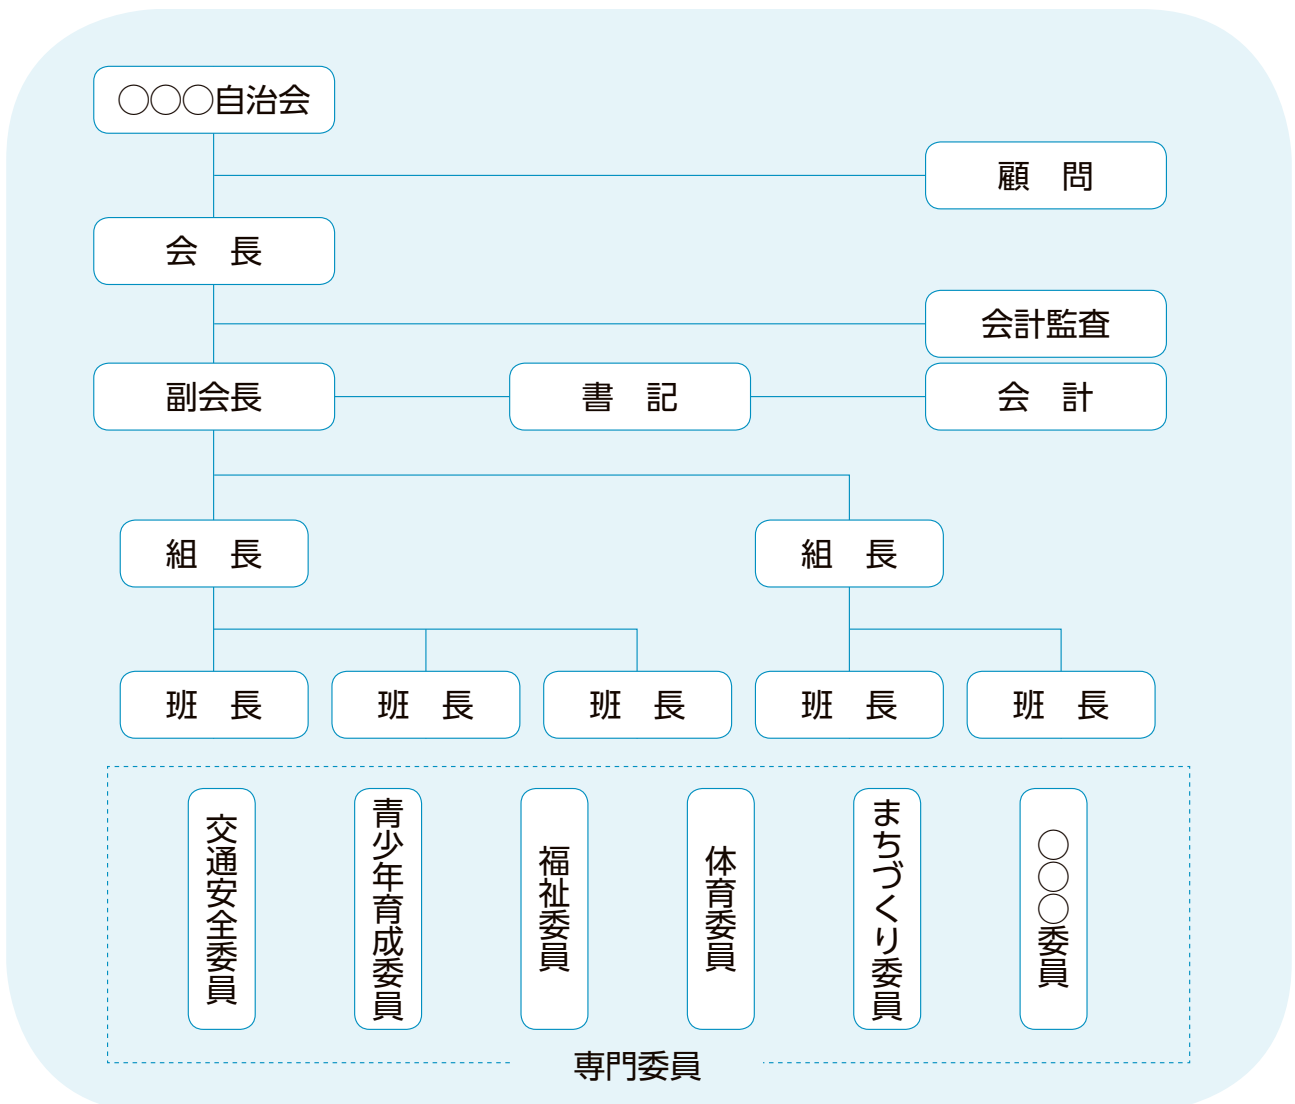 ○○○自治会
顧　問
会　長
会計監査
副会長
書　記
会　計
組　長
組　長
班　長
班　長
班　長
班　長
班　長
交通安全委員
青少年育成委員
福祉委員
体育委員
まちづくり委員
○○○委員
専門委員